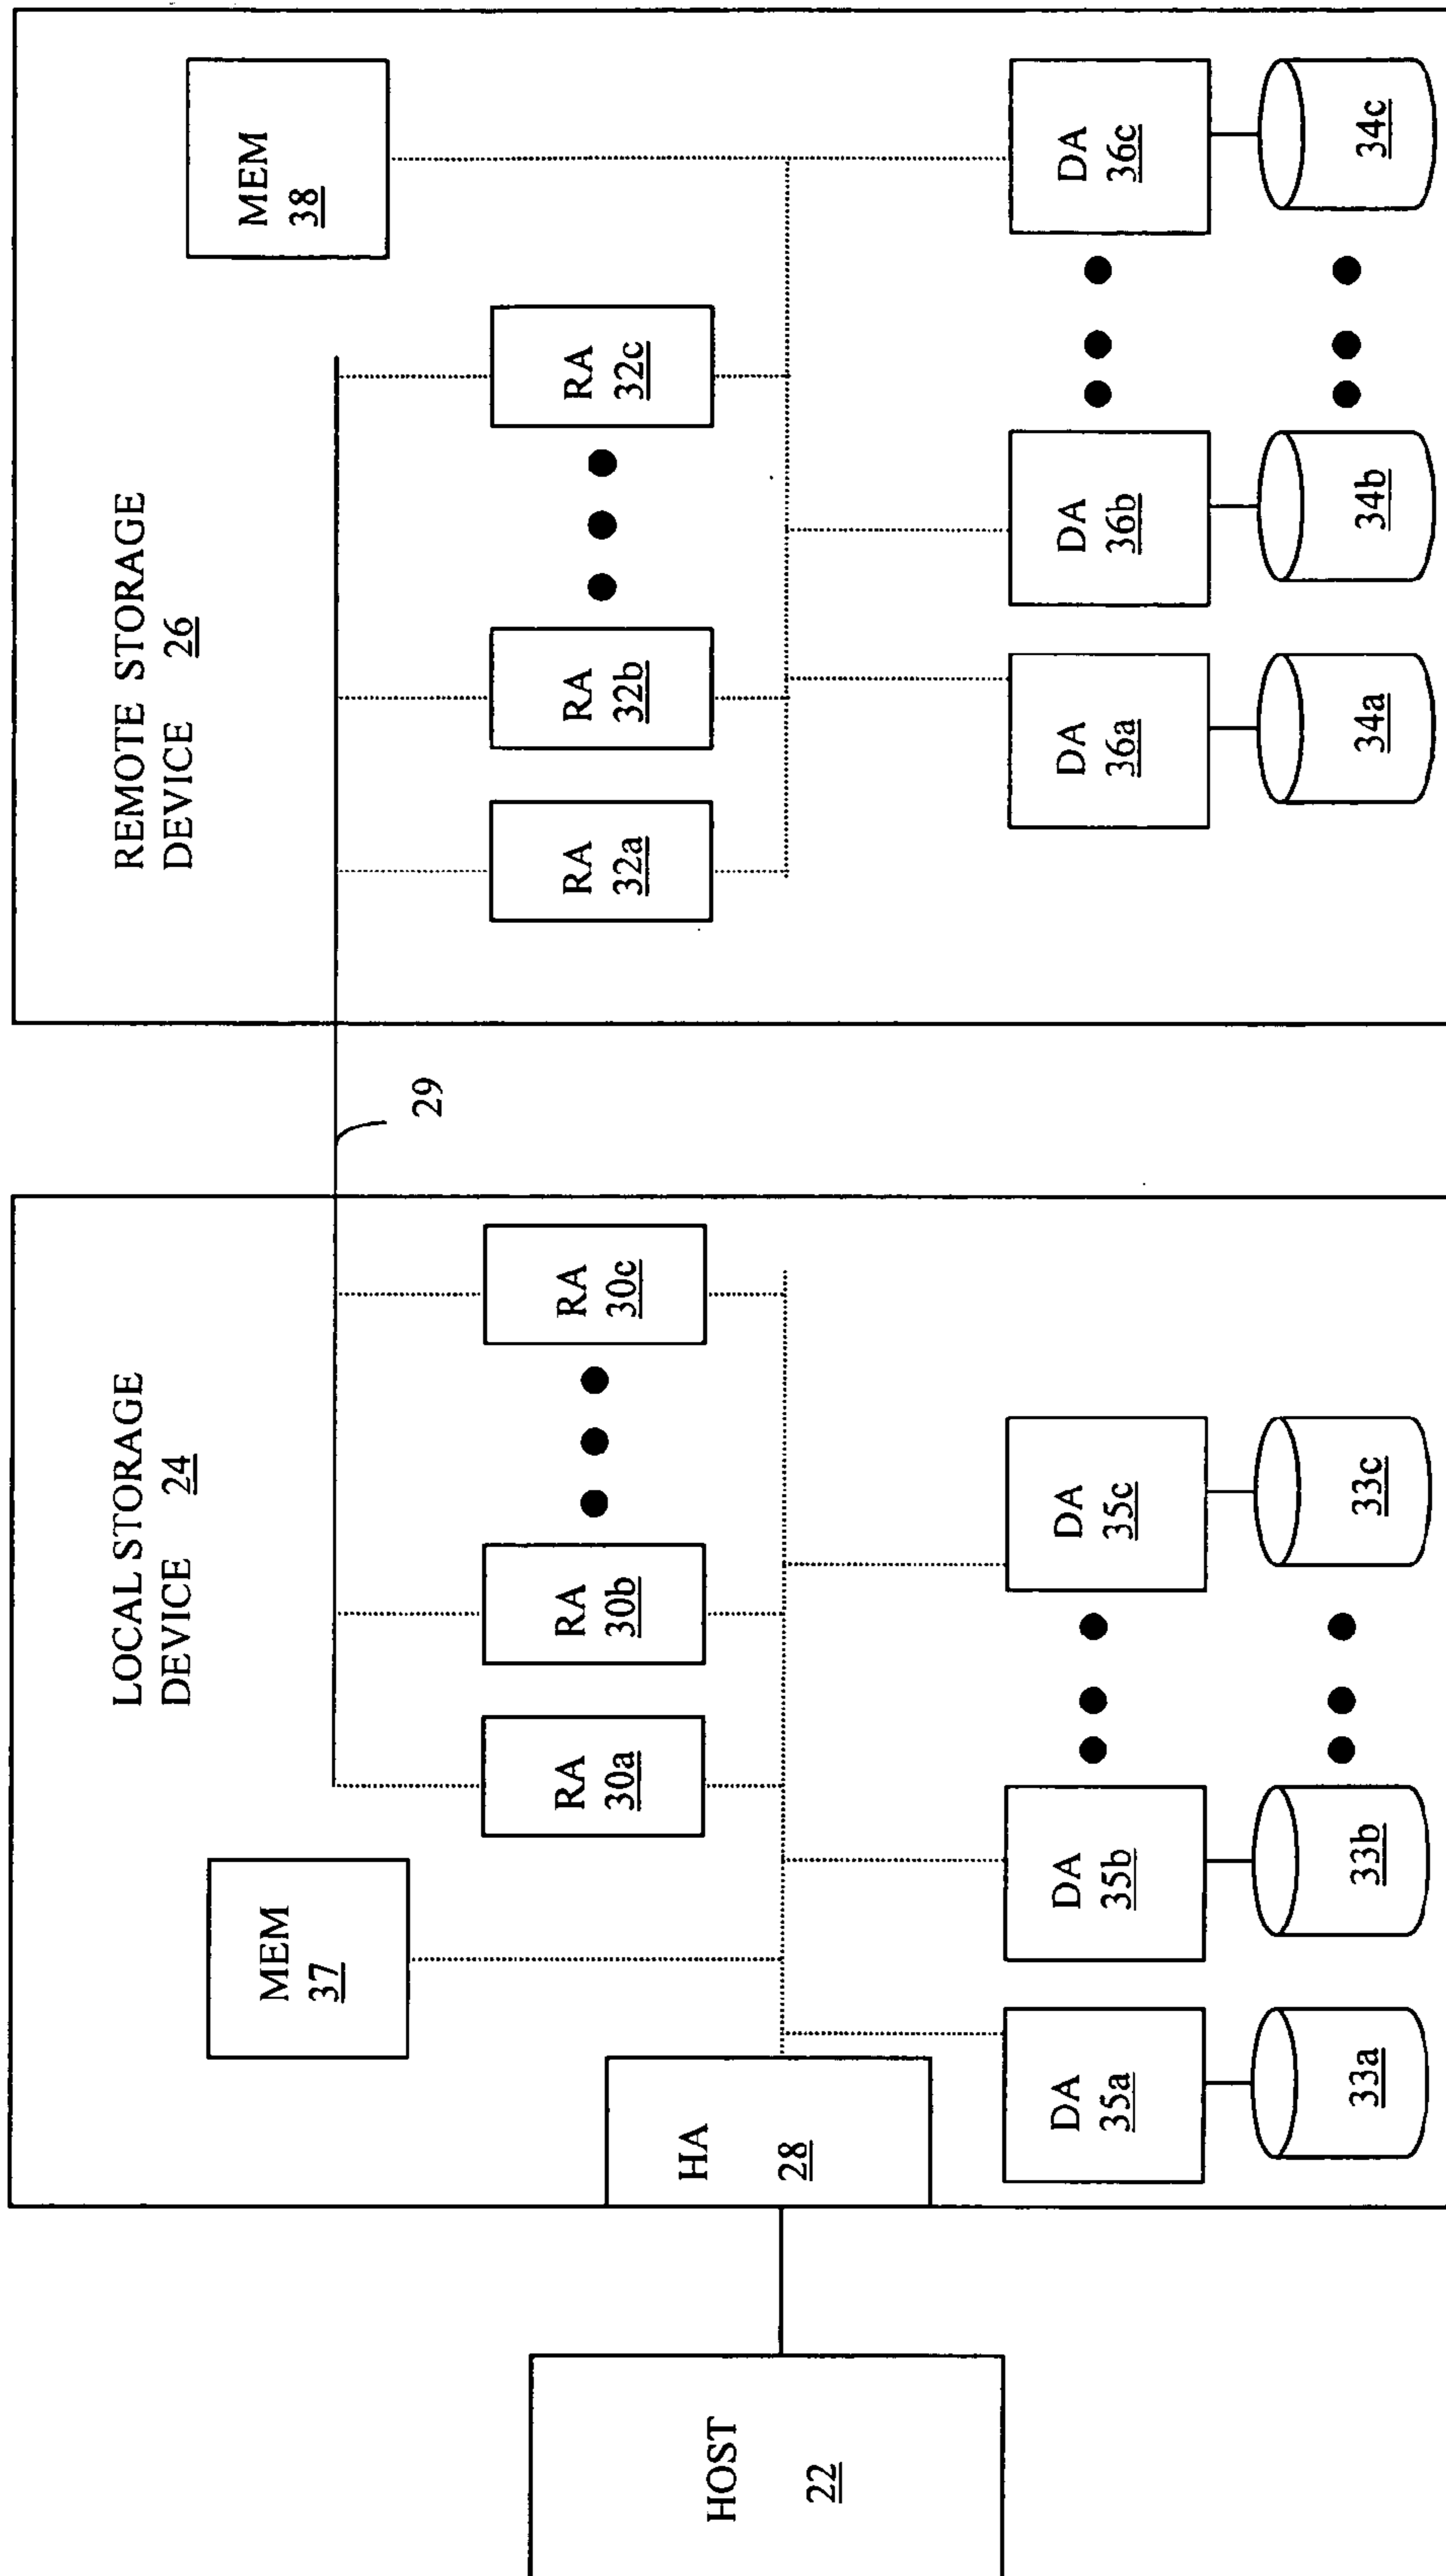 HOST
22
LOCAL STORAGE
DEVICE 24
MEM
37
HA
28
RA
30a
RA
30b
RA
30c
DA
35a
DA
35b
DA
35c
33a
33b
33c
29
REMOTE STORAGE
DEVICE 26
MEM
38
RA
32a
RA
32b
RA
32c
DA
36a
DA
36b
DA
36c
34a
34b
34c